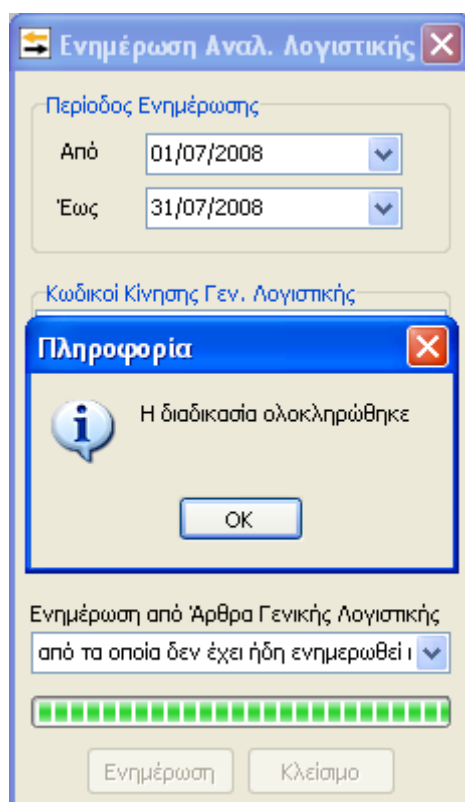 Ενημέρωση Αναλ. Λογιστικής
Περίοδος Ενημέρωσης
Από 01/07/2008
Έως 31/07/2008
Κωδικοί Κίνησης Γεν. Λογιστικής
Πληροφορία
Η διαδικασία ολοκληρώθηκε
OK
Ενημέρωση από Άρθρα Γενικής Λογιστικής
από τα οποία δεν έχει ήδη ενημερωθεί
Ενημέρωση Κλείσιμο